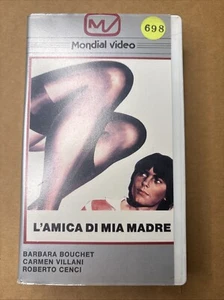 MV
698
Mondial Video
L'AMICA DI MIA MADRE
BARBARA BOUCHET
CARMEN VILLANI
ROBERTO CENCI